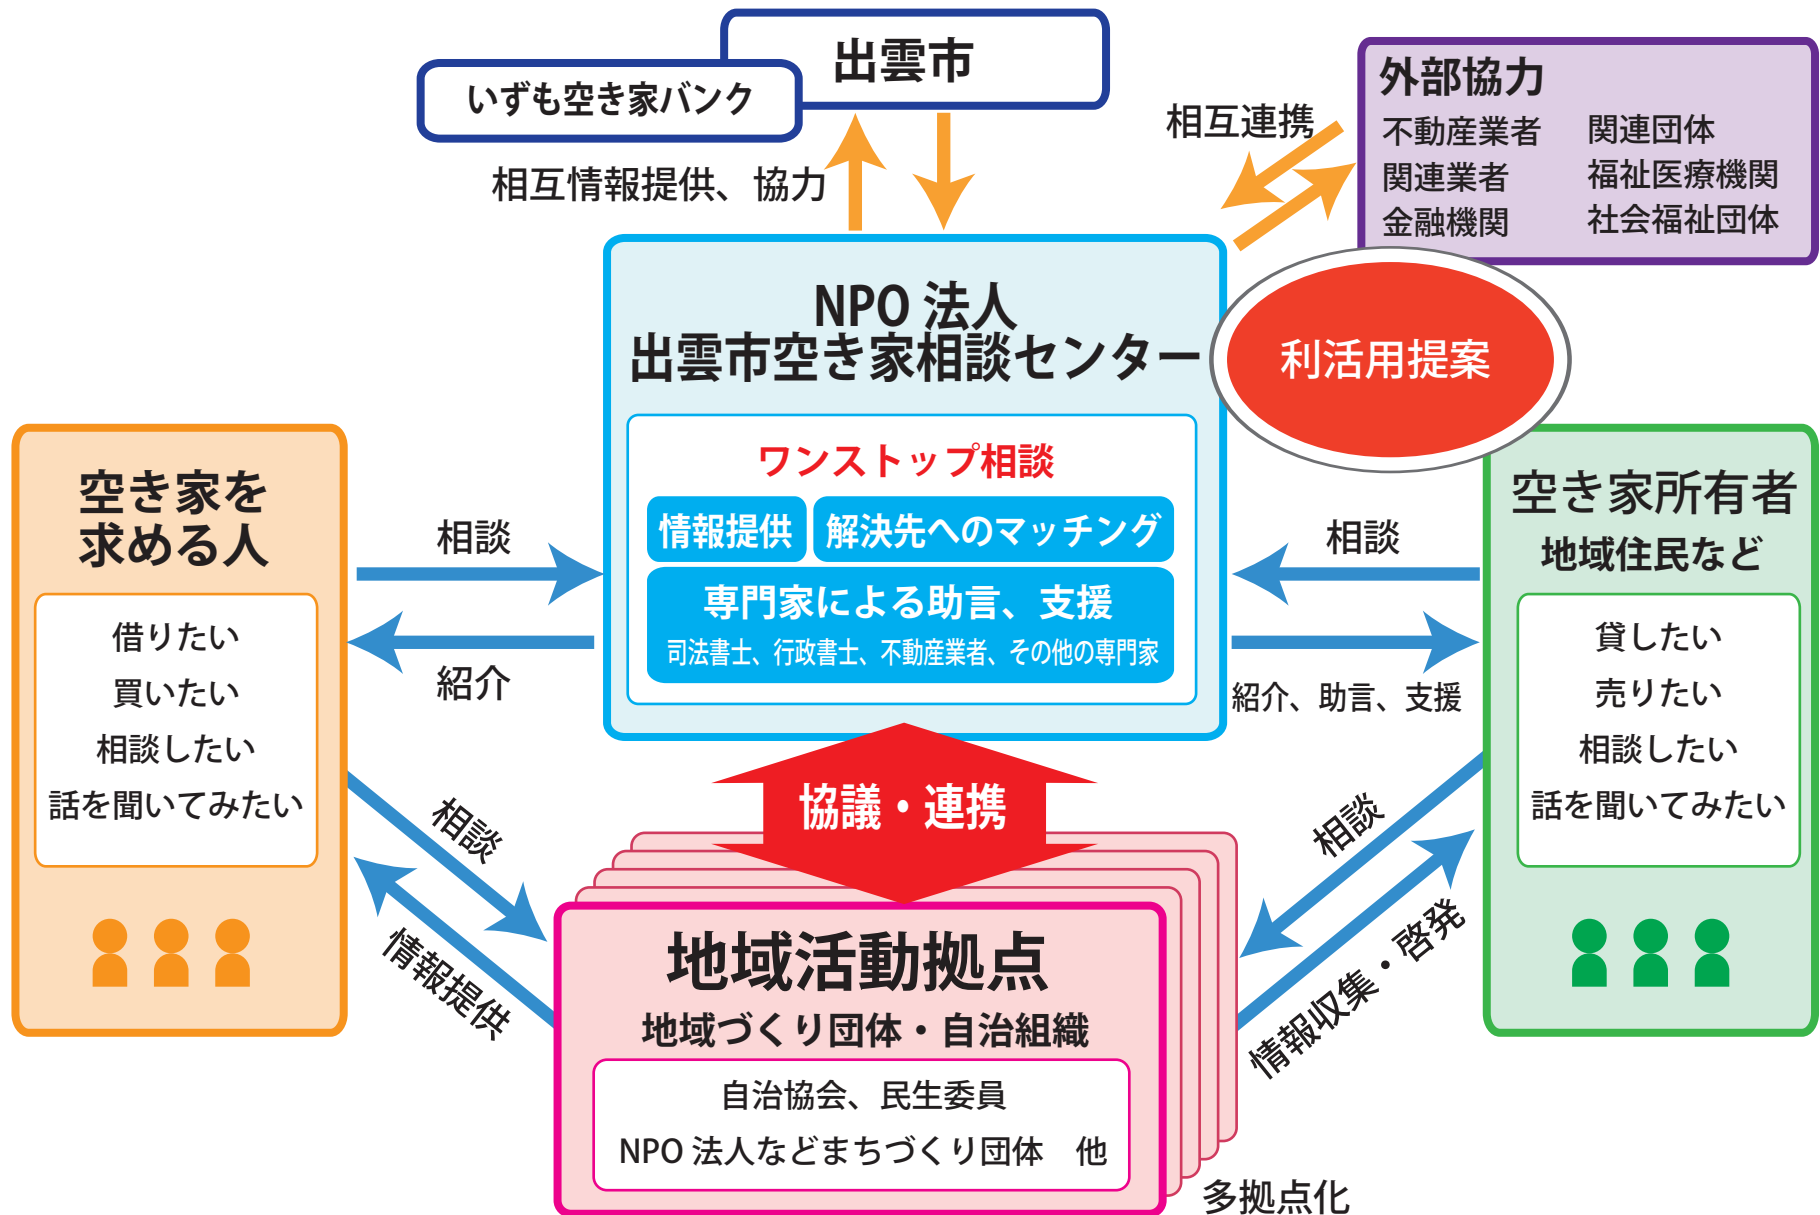 出雲市
いずも空き家バンク
相互情報提供、協力
相互連携
外部協力
不動産業者
関連業者
金融機関
関連団体
福祉医療機関
社会福祉団体
利活用提案
NPO 法人
出雲市空き家相談センター
ワンストップ相談
情報提供
解決先へのマッチング
専門家による助言、支援
司法書士、行政書士、不動産業者、その他の専門家
空き家を
求める人
借りたい
買いたい
相談したい
話を聞いてみたい
相談
紹介
相談
紹介、助言、支援
空き家所有者
地域住民など
貸したい
売りたい
相談したい
話を聞いてみたい
協議・連携
相談
情報提供
相談
情報収集・啓発
地域活動拠点
地域づくり団体・自治組織
自治協会、民生委員
NPO 法人などまちづくり団体　他
多拠点化